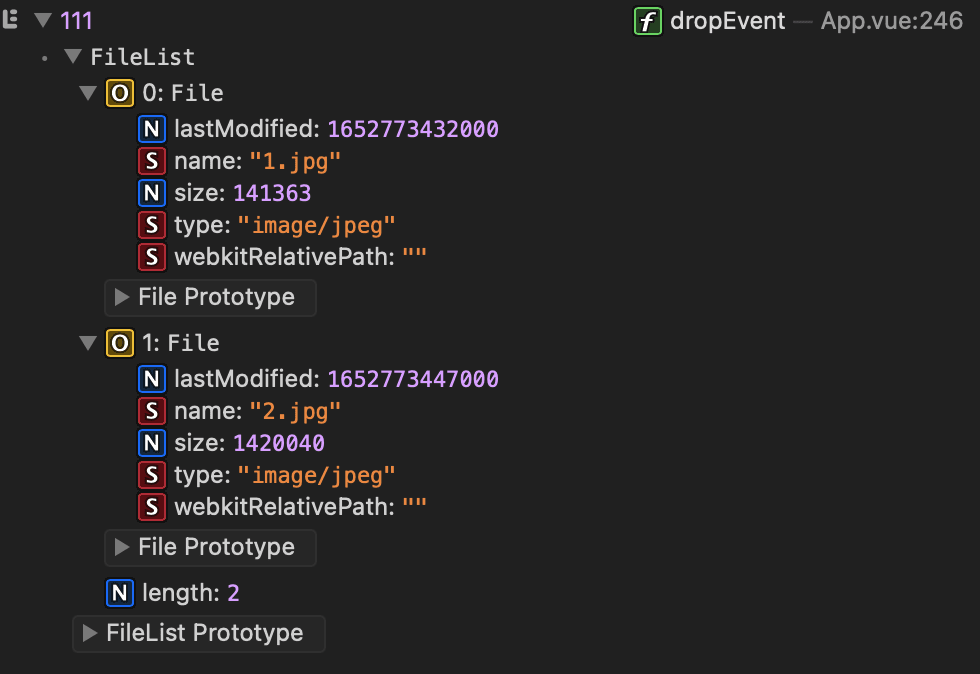 111 dropEvent — App.vue:246
FileList
O 0: File
N lastModified: 1652773432000
S name: "1.jpg"
N size: 141363
S type: "image/jpeg"
S webkitRelativePath: ""
File Prototype
O 1: File
N lastModified: 1652773447000
S name: "2.jpg"
N size: 1420040
S type: "image/jpeg"
S webkitRelativePath: ""
File Prototype
N length: 2
FileList Prototype